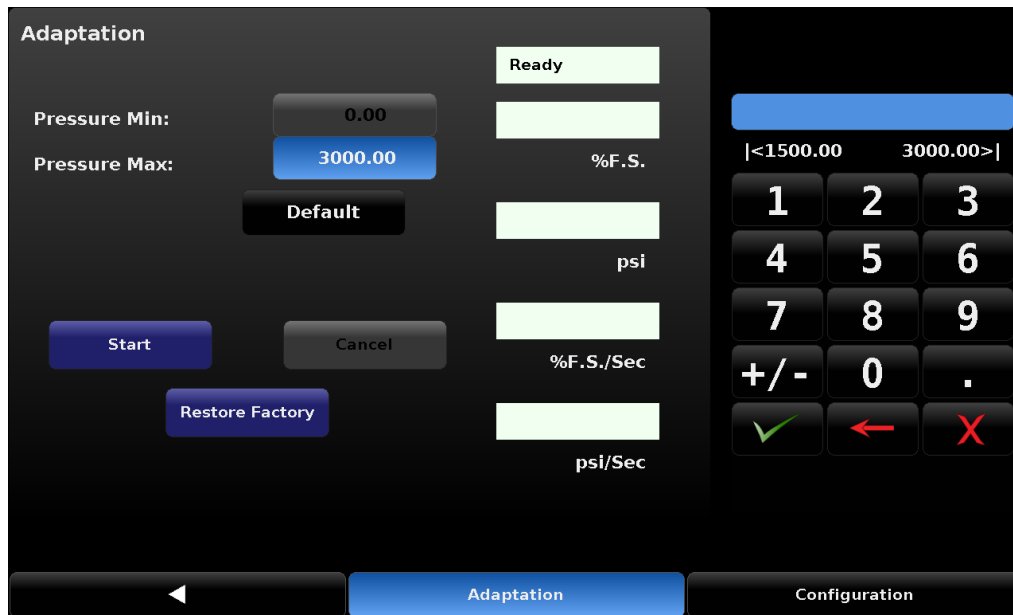 Adaptation
Ready
Pressure Min:
0.00
Pressure Max:
3000.00
%F.S.
Default
psi
Start
Cancel
%F.S./Sec
Restore Factory
psi/Sec
|<1500.00 3000.00>|
1 2 3
4 5 6
7 8 9
+/- 0 .
X
Adaptation
Configuration